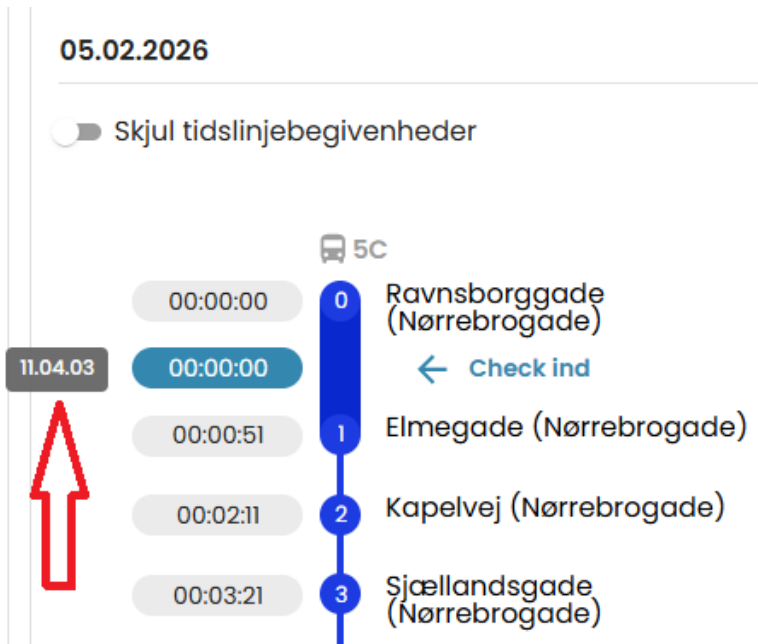 05.02.2026
Skjul tidslinjebegivenheder
5C
00:00:00 0 Ravnsborggade
(Nørrebrogade)
11.04.03 00:00:00 ← Check ind
00:00:51 1 Elmegade (Nørrebrogade)
00:02:11 2 Kapelvej (Nørrebrogade)
00:03:21 3 Sjællandsgade
(Nørrebrogade)